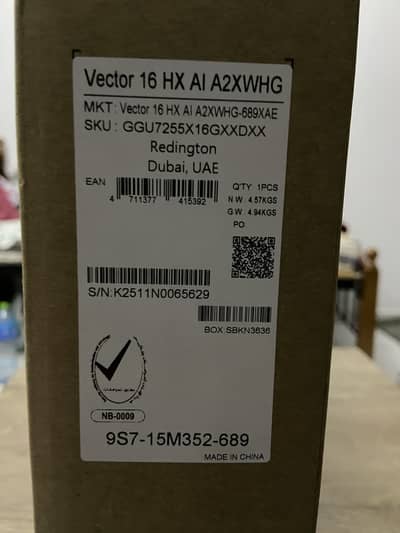 Vector 16 HX AI A2XWHG
MKT: Vector 16 HX AI A2XWHG-689XAE
SKU : GGU7255X16GXXDXX
Redington
Dubai, UAE
EAN
4 711377 415392
Q'TY 1PCS
N.W : 4.57KGS
G.W : 4.94KGS
PO
S/N:K2511N0065629
BOX SBKN3636
NB-0009
9S7-15M352-689
MADE IN CHINA